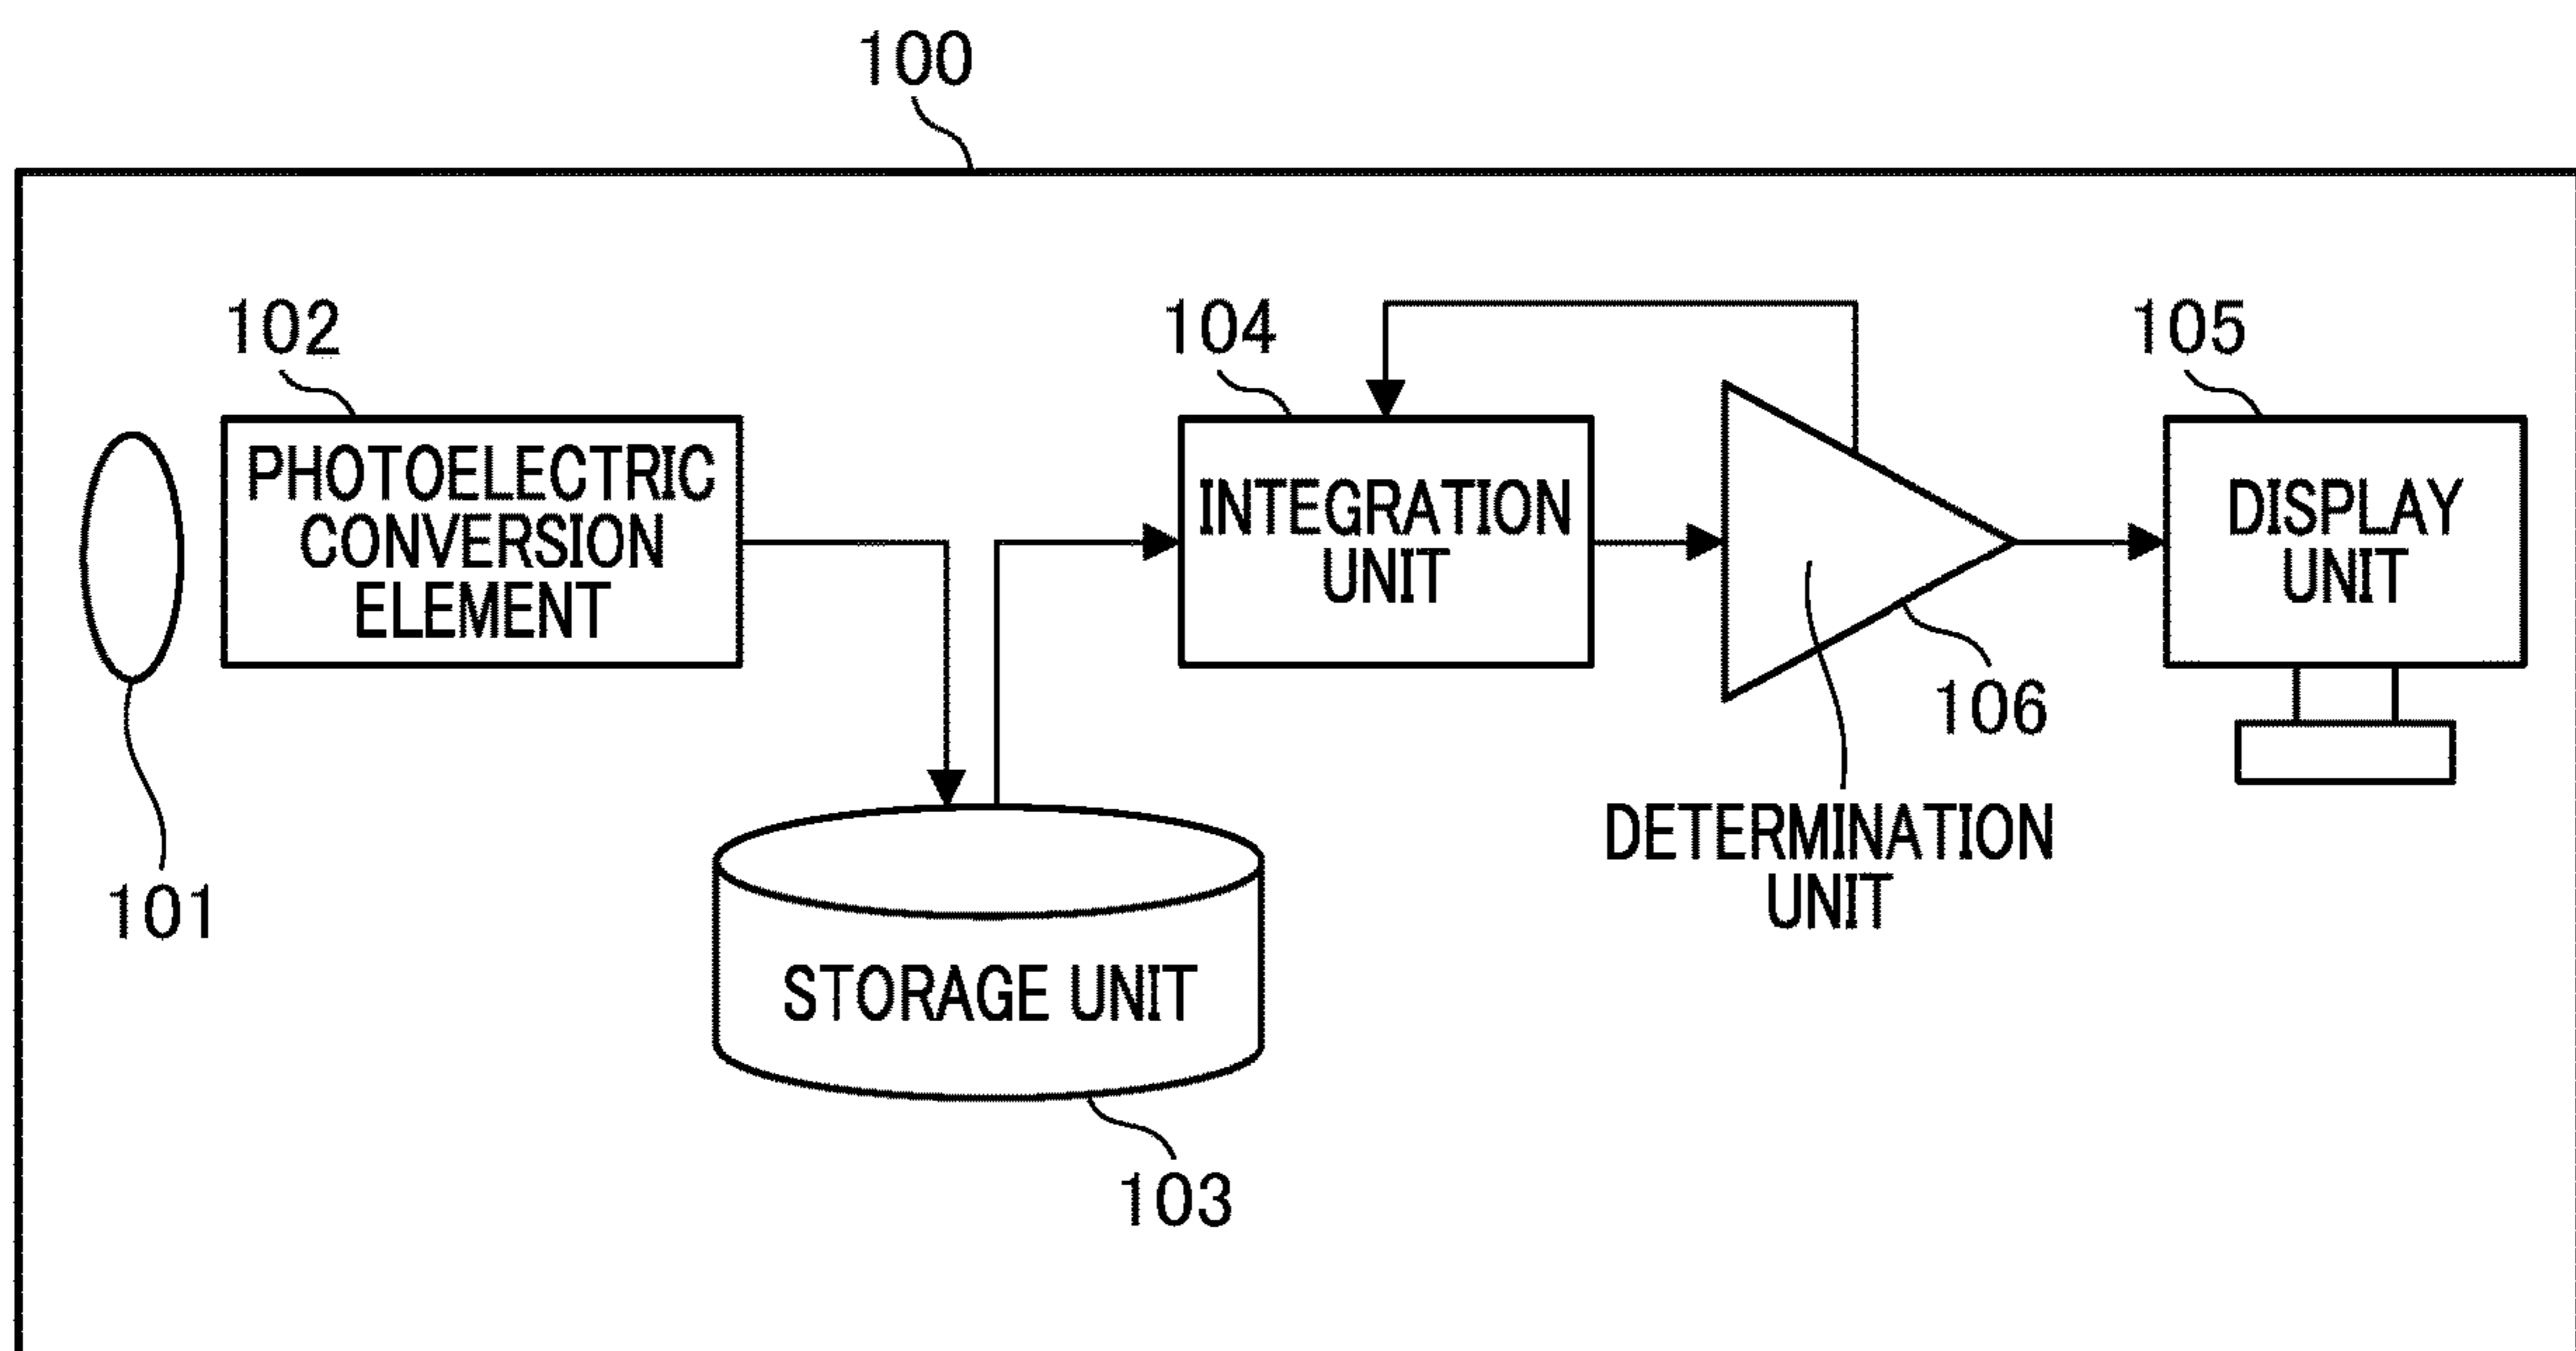 100
102
104
105
PHOTOELECTRIC
CONVERSION
ELEMENT
INTEGRATION
UNIT
DISPLAY
UNIT
106
101
DETERMINATION
UNIT
STORAGE UNIT
103